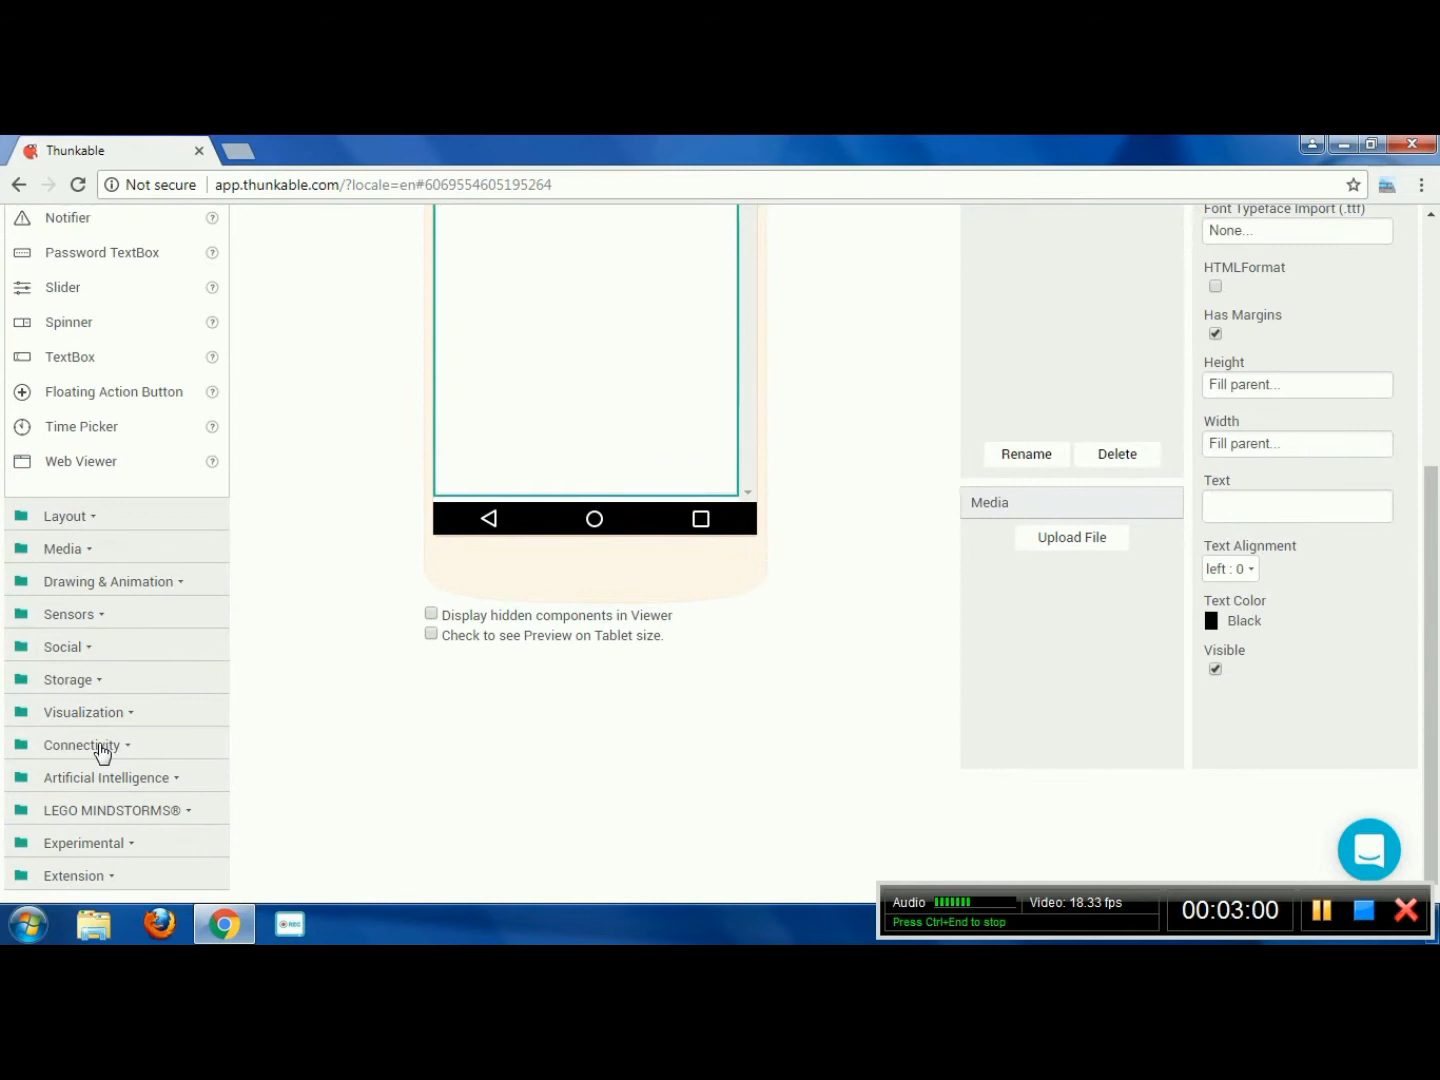 Thunkable
Not secure app.thunkable.com/?locale=en#6069554605195264
Notifier
Password TextBox
Slider
Spinner
TextBox
Floating Action Button
Time Picker
Web Viewer
Layout
Media
Drawing & Animation
Sensors
Social
Storage
Visualization
Connectivity
Artificial Intelligence
LEGO MINDSTORMS®
Experimental
Extension
Display hidden components in Viewer
Check to see Preview on Tablet size.
Rename Delete
Media
Upload File
Font Typeface Import (.ttf)
None...
HTMLFormat
Has Margins
Height
Fill parent...
Width
Fill parent...
Text
Text Alignment
left : 0
Text Color
Black
Visible
REC
Audio Video: 18.33 fps
Press Ctrl+End to stop
00:03:00